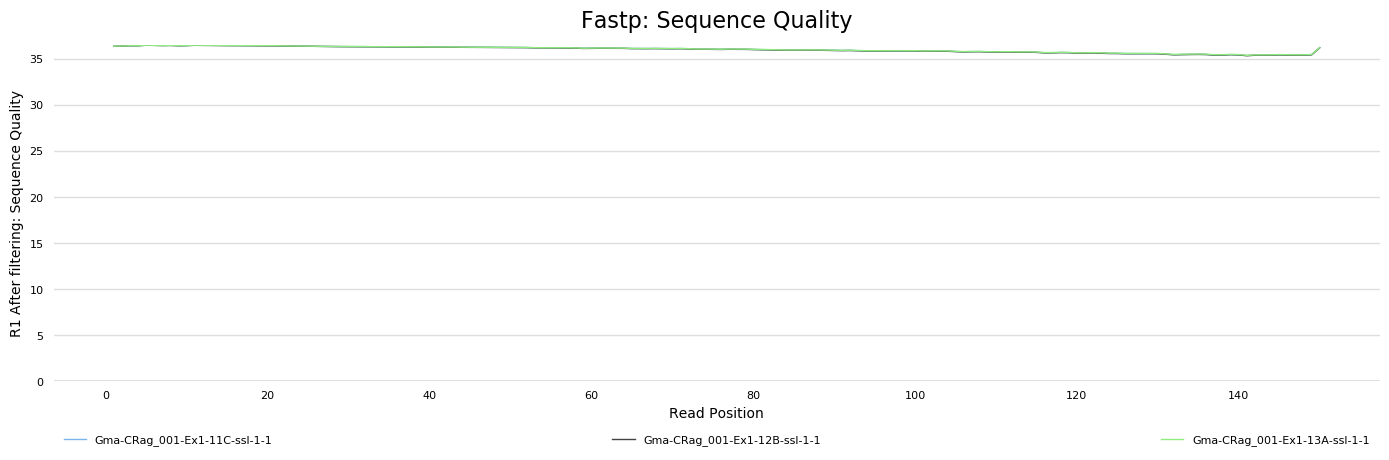 Fastp: Sequence Quality
R1 After filtering: Sequence Quality
35
30
25
20
15
10
5
0
0 20 40 60 80 100 120 140
Read Position
Gma-CRag_001-Ex1-11C-ssl-1-1 Gma-CRag_001-Ex1-12B-ssl-1-1 Gma-CRag_001-Ex1-13A-ssl-1-1